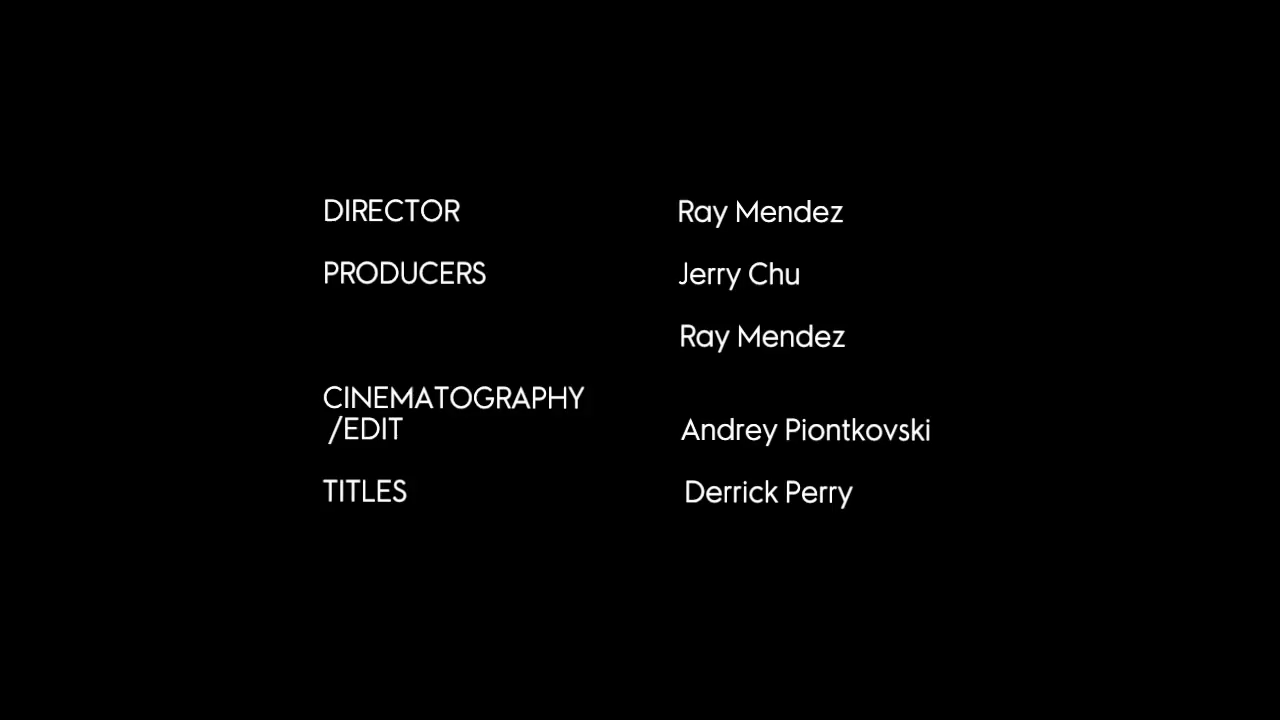 DIRECTOR Ray Mendez
PRODUCERS Jerry Chu
Ray Mendez
CINEMATOGRAPHY
/EDIT Andrey Piontkovski
TITLES Derrick Perry